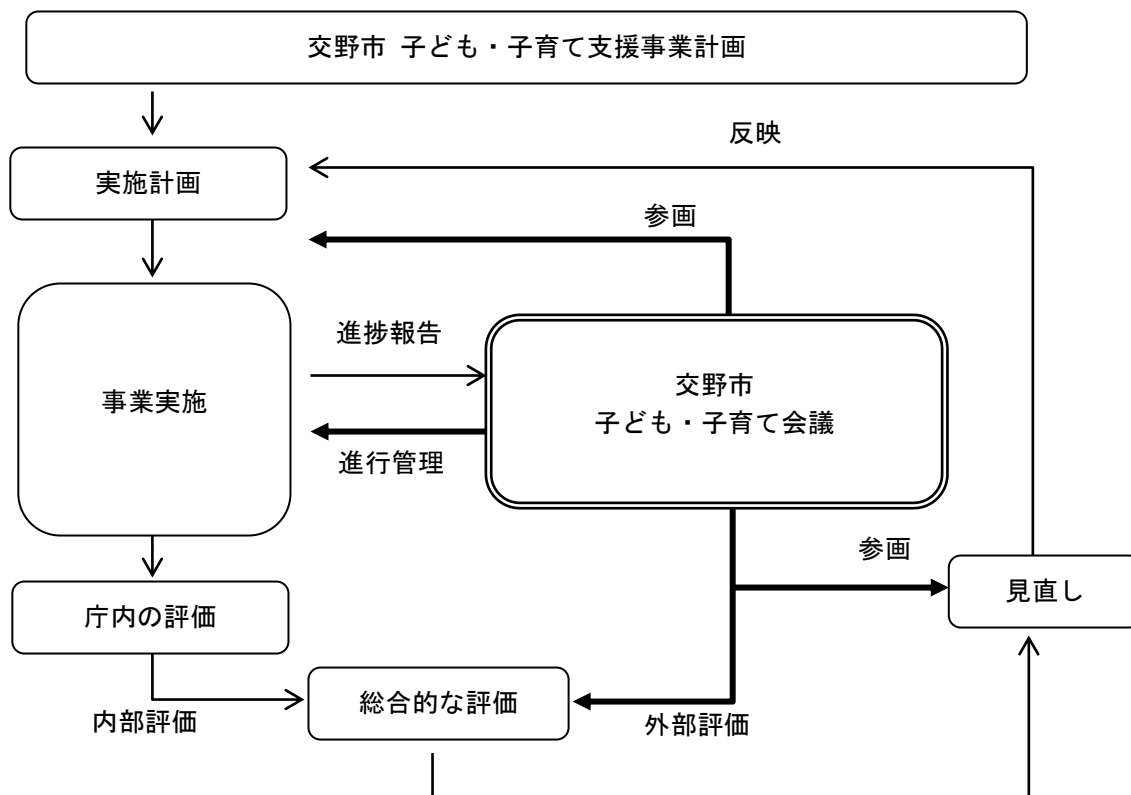 交野市 子ども・子育て支援事業計画
反映
実施計画
参画
進捗報告
交野市
子ども・子育て会議
事業実施
進行管理
参画
見直し
庁内の評価
総合的な評価
内部評価
外部評価